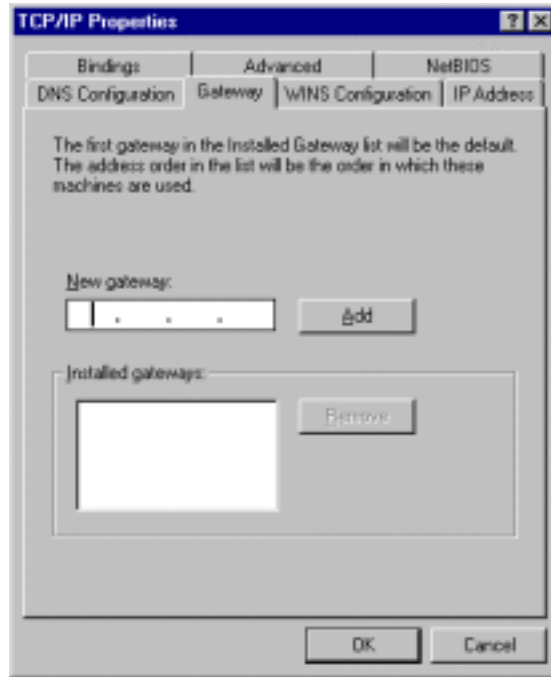 TCP/IP Properties
Bindings Advanced NetBIOS
DNS Configuration Gateway WINS Configuration IP Address
The first gateway in the Installed Gateway list will be the default.
The address order in the list will be the order in which these
machines are used.
New gateway:
. . .
Add
Installed gateways:
Remove
OK Cancel